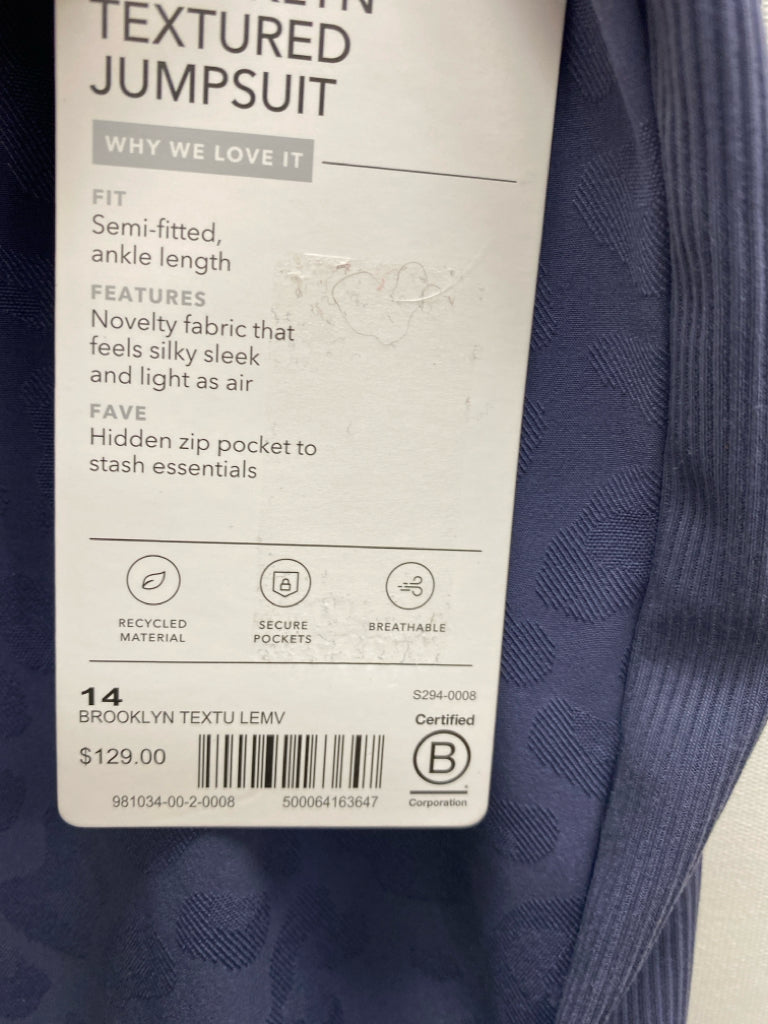 TEXTURED
JUMPSUIT
WHY WE LOVE IT
FIT
Semi-fitted,
ankle length
FEATURES
Novelty fabric that
feels silky sleek
and light as air
FAVE
Hidden zip pocket to
stash essentials
RECYCLED
MATERIAL
SECURE
POCKETS
BREATHABLE
14
S294-0008
BROOKLYN TEXTU LEMV
$129.00
981034-00-2-0008
500064163647
Certified
B
Corporation